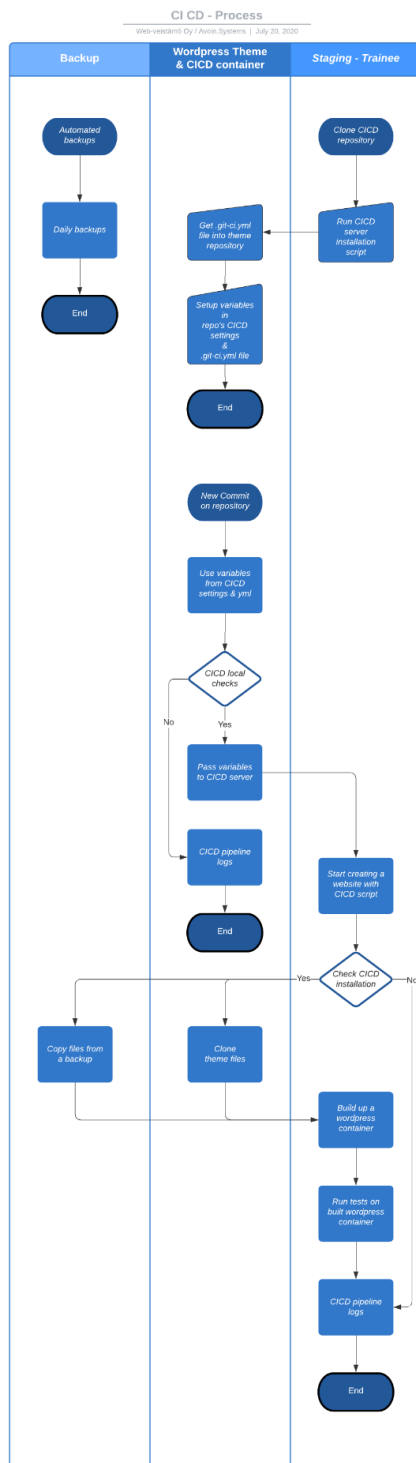 CI CD - Process
Web-veistämö Oy / Avoin.Systems | July 20, 2020
Backup
Wordpress Theme
& CICD container
Staging - Trainee
Automated
backups
Clone CICD
repository
Daily backups
Get .git-ci.yml
file into theme
repository
Run CICD
server
installation
script
End
Setup variables
in
repo's CICD
settings
&
.git-ci.yml file
End
New Commit
on repository
Use variables
from CICD
settings & yml
CICD local
checks
No
Yes
Pass variables
to CICD server
CICD pipeline
logs
Start creating a
website with
CICD script
End
Check CICD
installation
Yes
No
Copy files from
a backup
Clone
theme files
Build up a
wordpress
container
Run tests on
built wordpress
container
CICD pipeline
logs
End